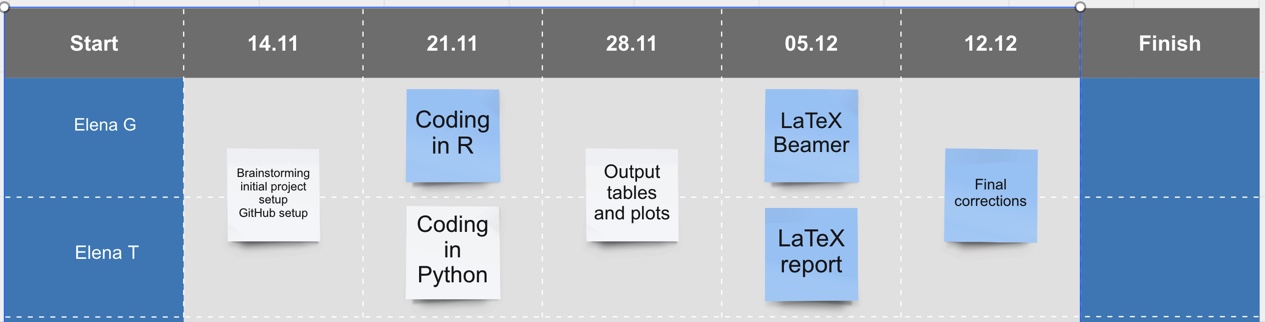 Start
14.11
21.11
28.11
05.12
12.12
Finish
Elena G
Elena T
Brainstorming
initial project
setup
GitHub setup
Coding
in R
Coding
in
Python
Output
tables
and plots
LaTeX
Beamer
LaTeX
report
Final
corrections